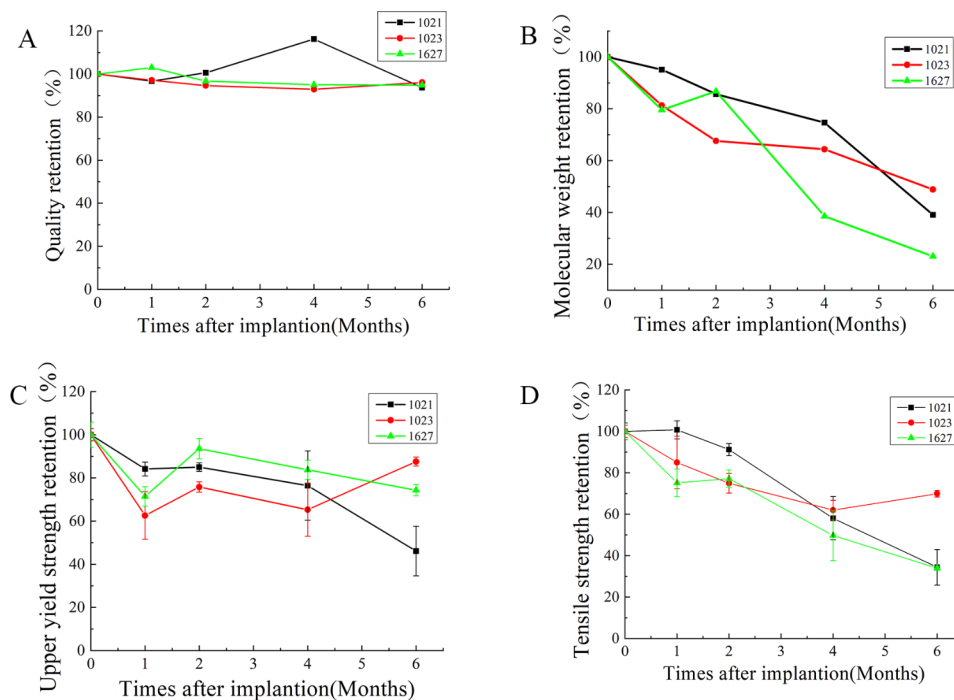 A
Quality retention（%）
120
100
80
60
40
20
0
0 1 2 3 4 5 6
Times after implantion(Months)
1021
1023
1627
B
Molecular weight retention（%）
100
80
60
40
20
0 1 2 3 4 5 6
Times after implantion(Months)
1021
1023
1627
C
Upper yield strength retention（%）
120
100
80
60
40
20
0
0 1 2 3 4 5 6
Times after implantion(Months)
1021
1023
1627
D
Tensile strength retention（%）
120
100
80
60
40
20
0
0 1 2 3 4 5 6
Times after implantion(Months)
1021
1023
1627